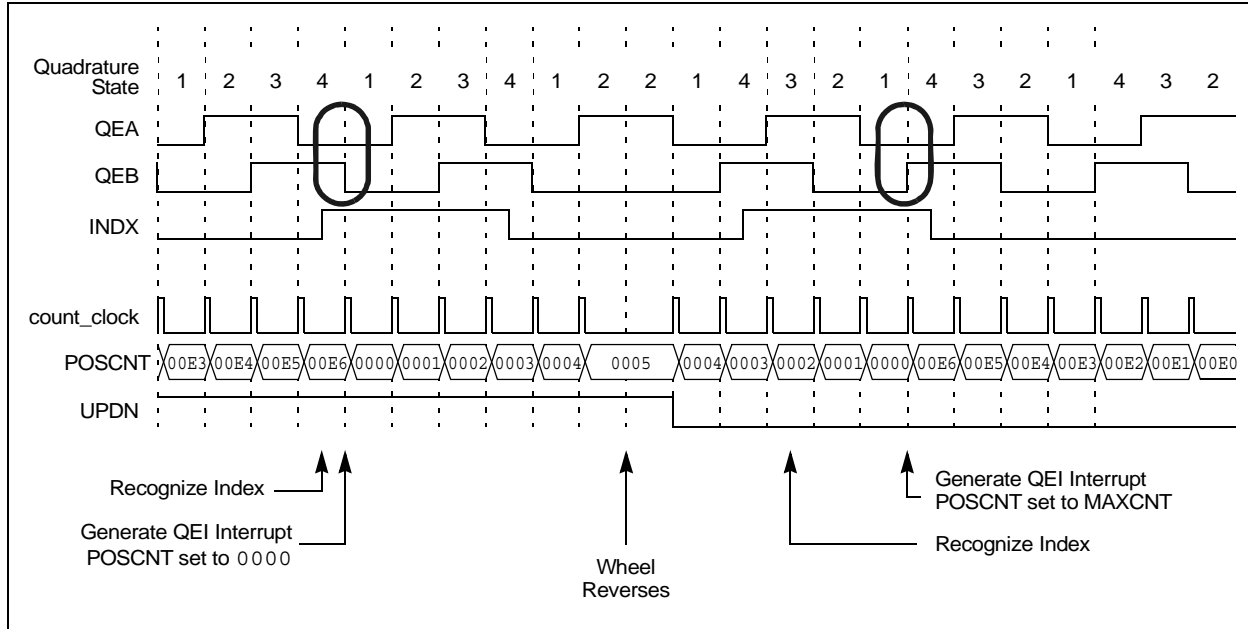 Quadrature
State
1 2 3 4 1 2 3 4 1 2 2 1 4 3 2 1 4 3 2 1 4 3 2
QEA
QEB
INDX
count_clock
POSCNT 00E3 00E4 00E5 00E6 0000 0001 0002 0003 0004 0005 0004 0003 0002 0001 0000 00E6 00E5 00E4 00E3 00E2 00E1 00E0
UPDN
Recognize Index
Generate QEI Interrupt
POSCNT set to 0000
Wheel
Reverses
Generate QEI Interrupt
POSCNT set to MAXCNT
Recognize Index